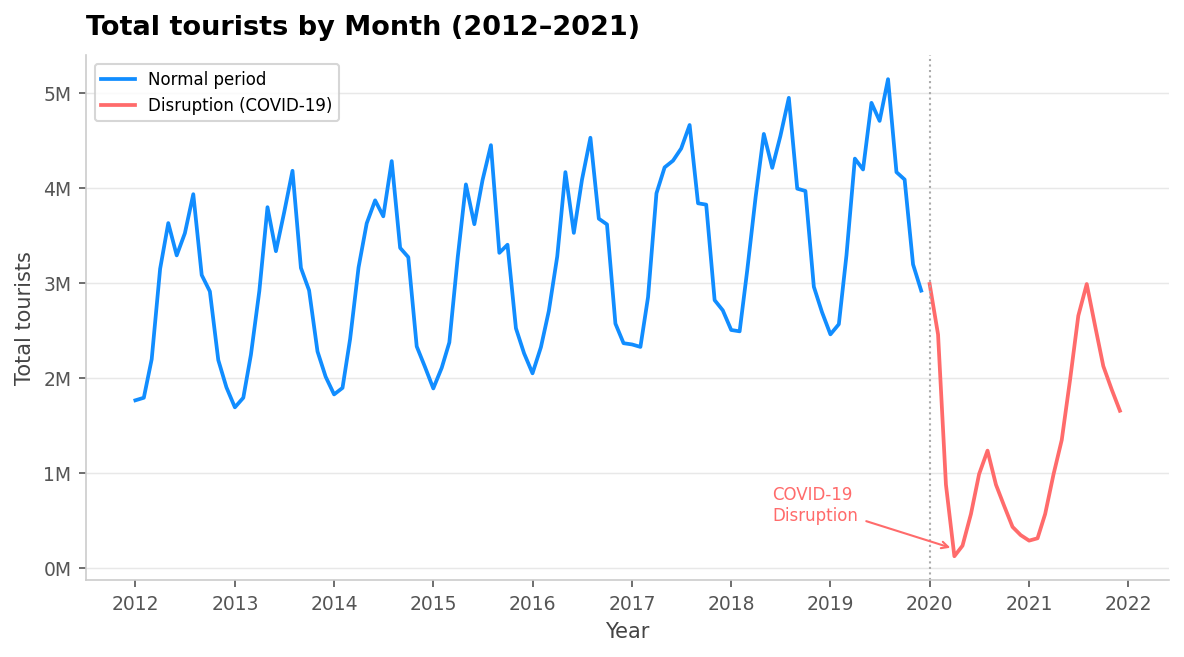 Total tourists by Month (2012–2021)
Normal period
Disruption (COVID-19)
Total tourists
5M
4M
3M
2M
1M
0M
COVID-19
Disruption
2012
2013
2014
2015
2016
2017
2018
2019
2020
2021
2022
Year